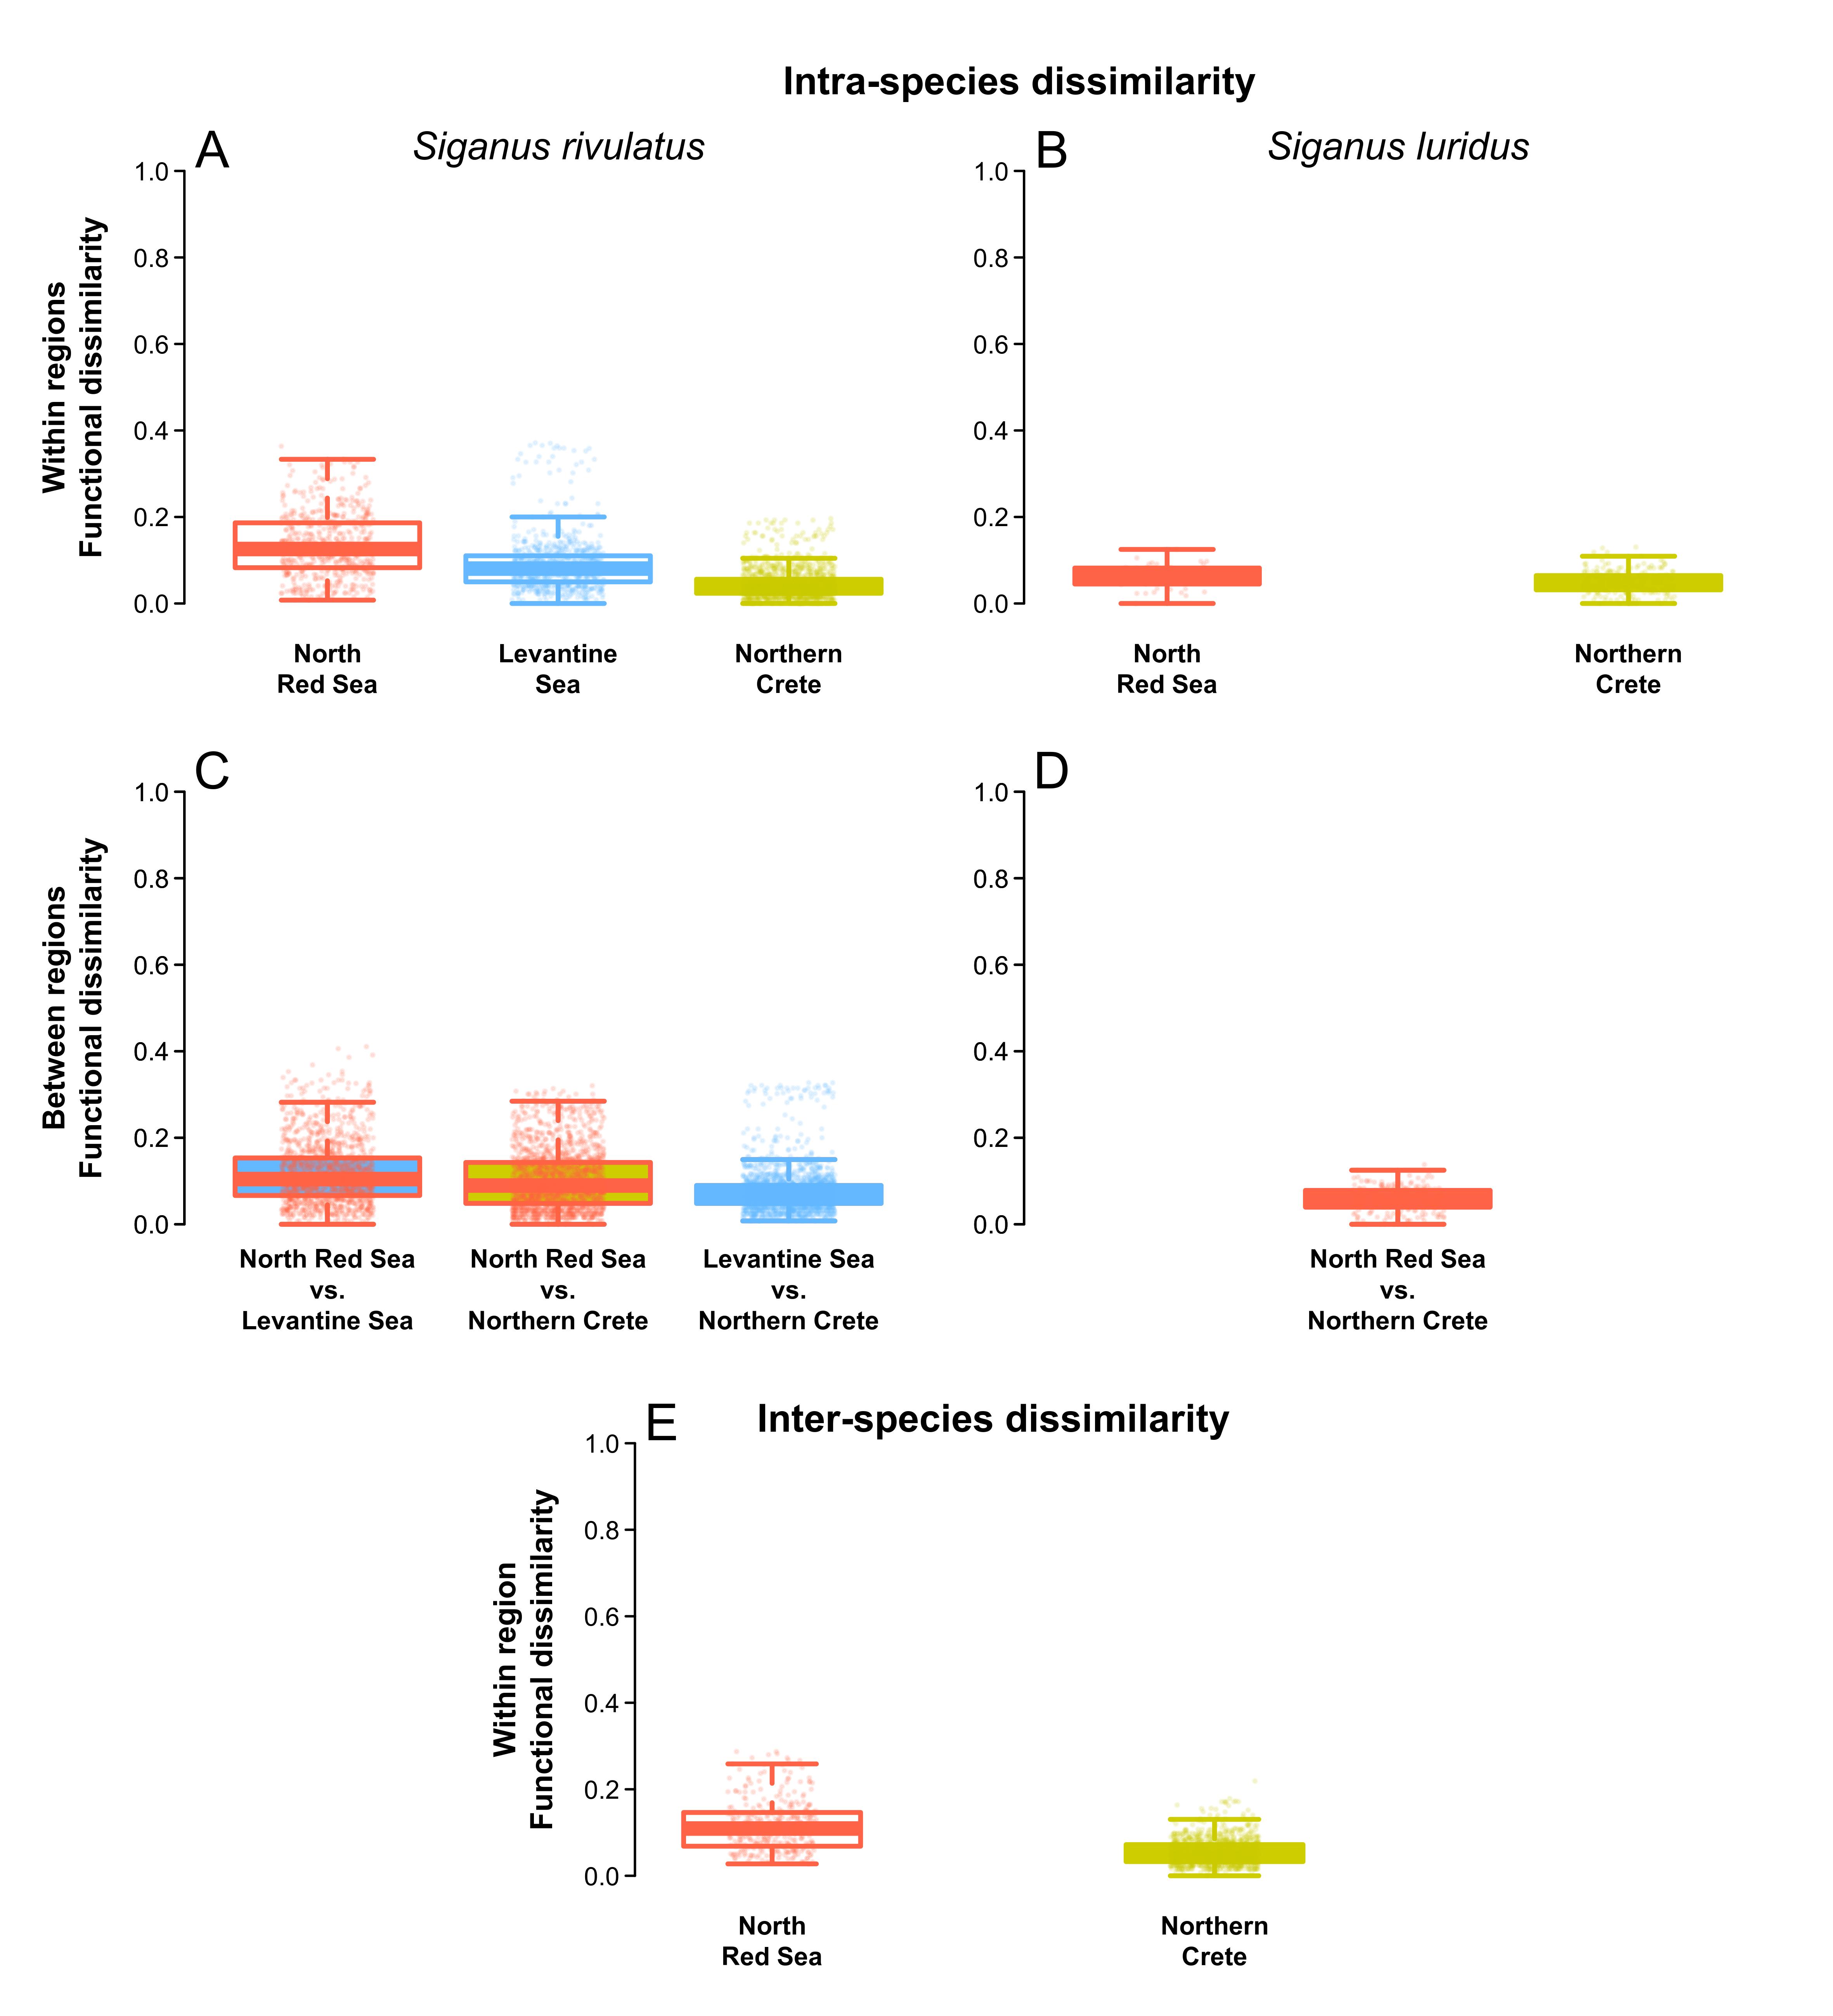 Intra-species dissimilarity
A
Siganus rivulatus
B
Siganus luridus
Within regions
Functional dissimilarity
1.0
0.8
0.6
0.4
0.2
0.0
North
Red Sea
Levantine
Sea
Northern
Crete
1.0
0.8
0.6
0.4
0.2
0.0
North
Red Sea
Northern
Crete
C
D
Between regions
Functional dissimilarity
1.0
0.8
0.6
0.4
0.2
0.0
North Red Sea
vs.
Levantine Sea
North Red Sea
vs.
Northern Crete
Levantine Sea
vs.
Northern Crete
1.0
0.8
0.6
0.4
0.2
0.0
North Red Sea
vs.
Northern Crete
E
Inter-species dissimilarity
Within region
Functional dissimilarity
1.0
0.8
0.6
0.4
0.2
0.0
North
Red Sea
Northern
Crete